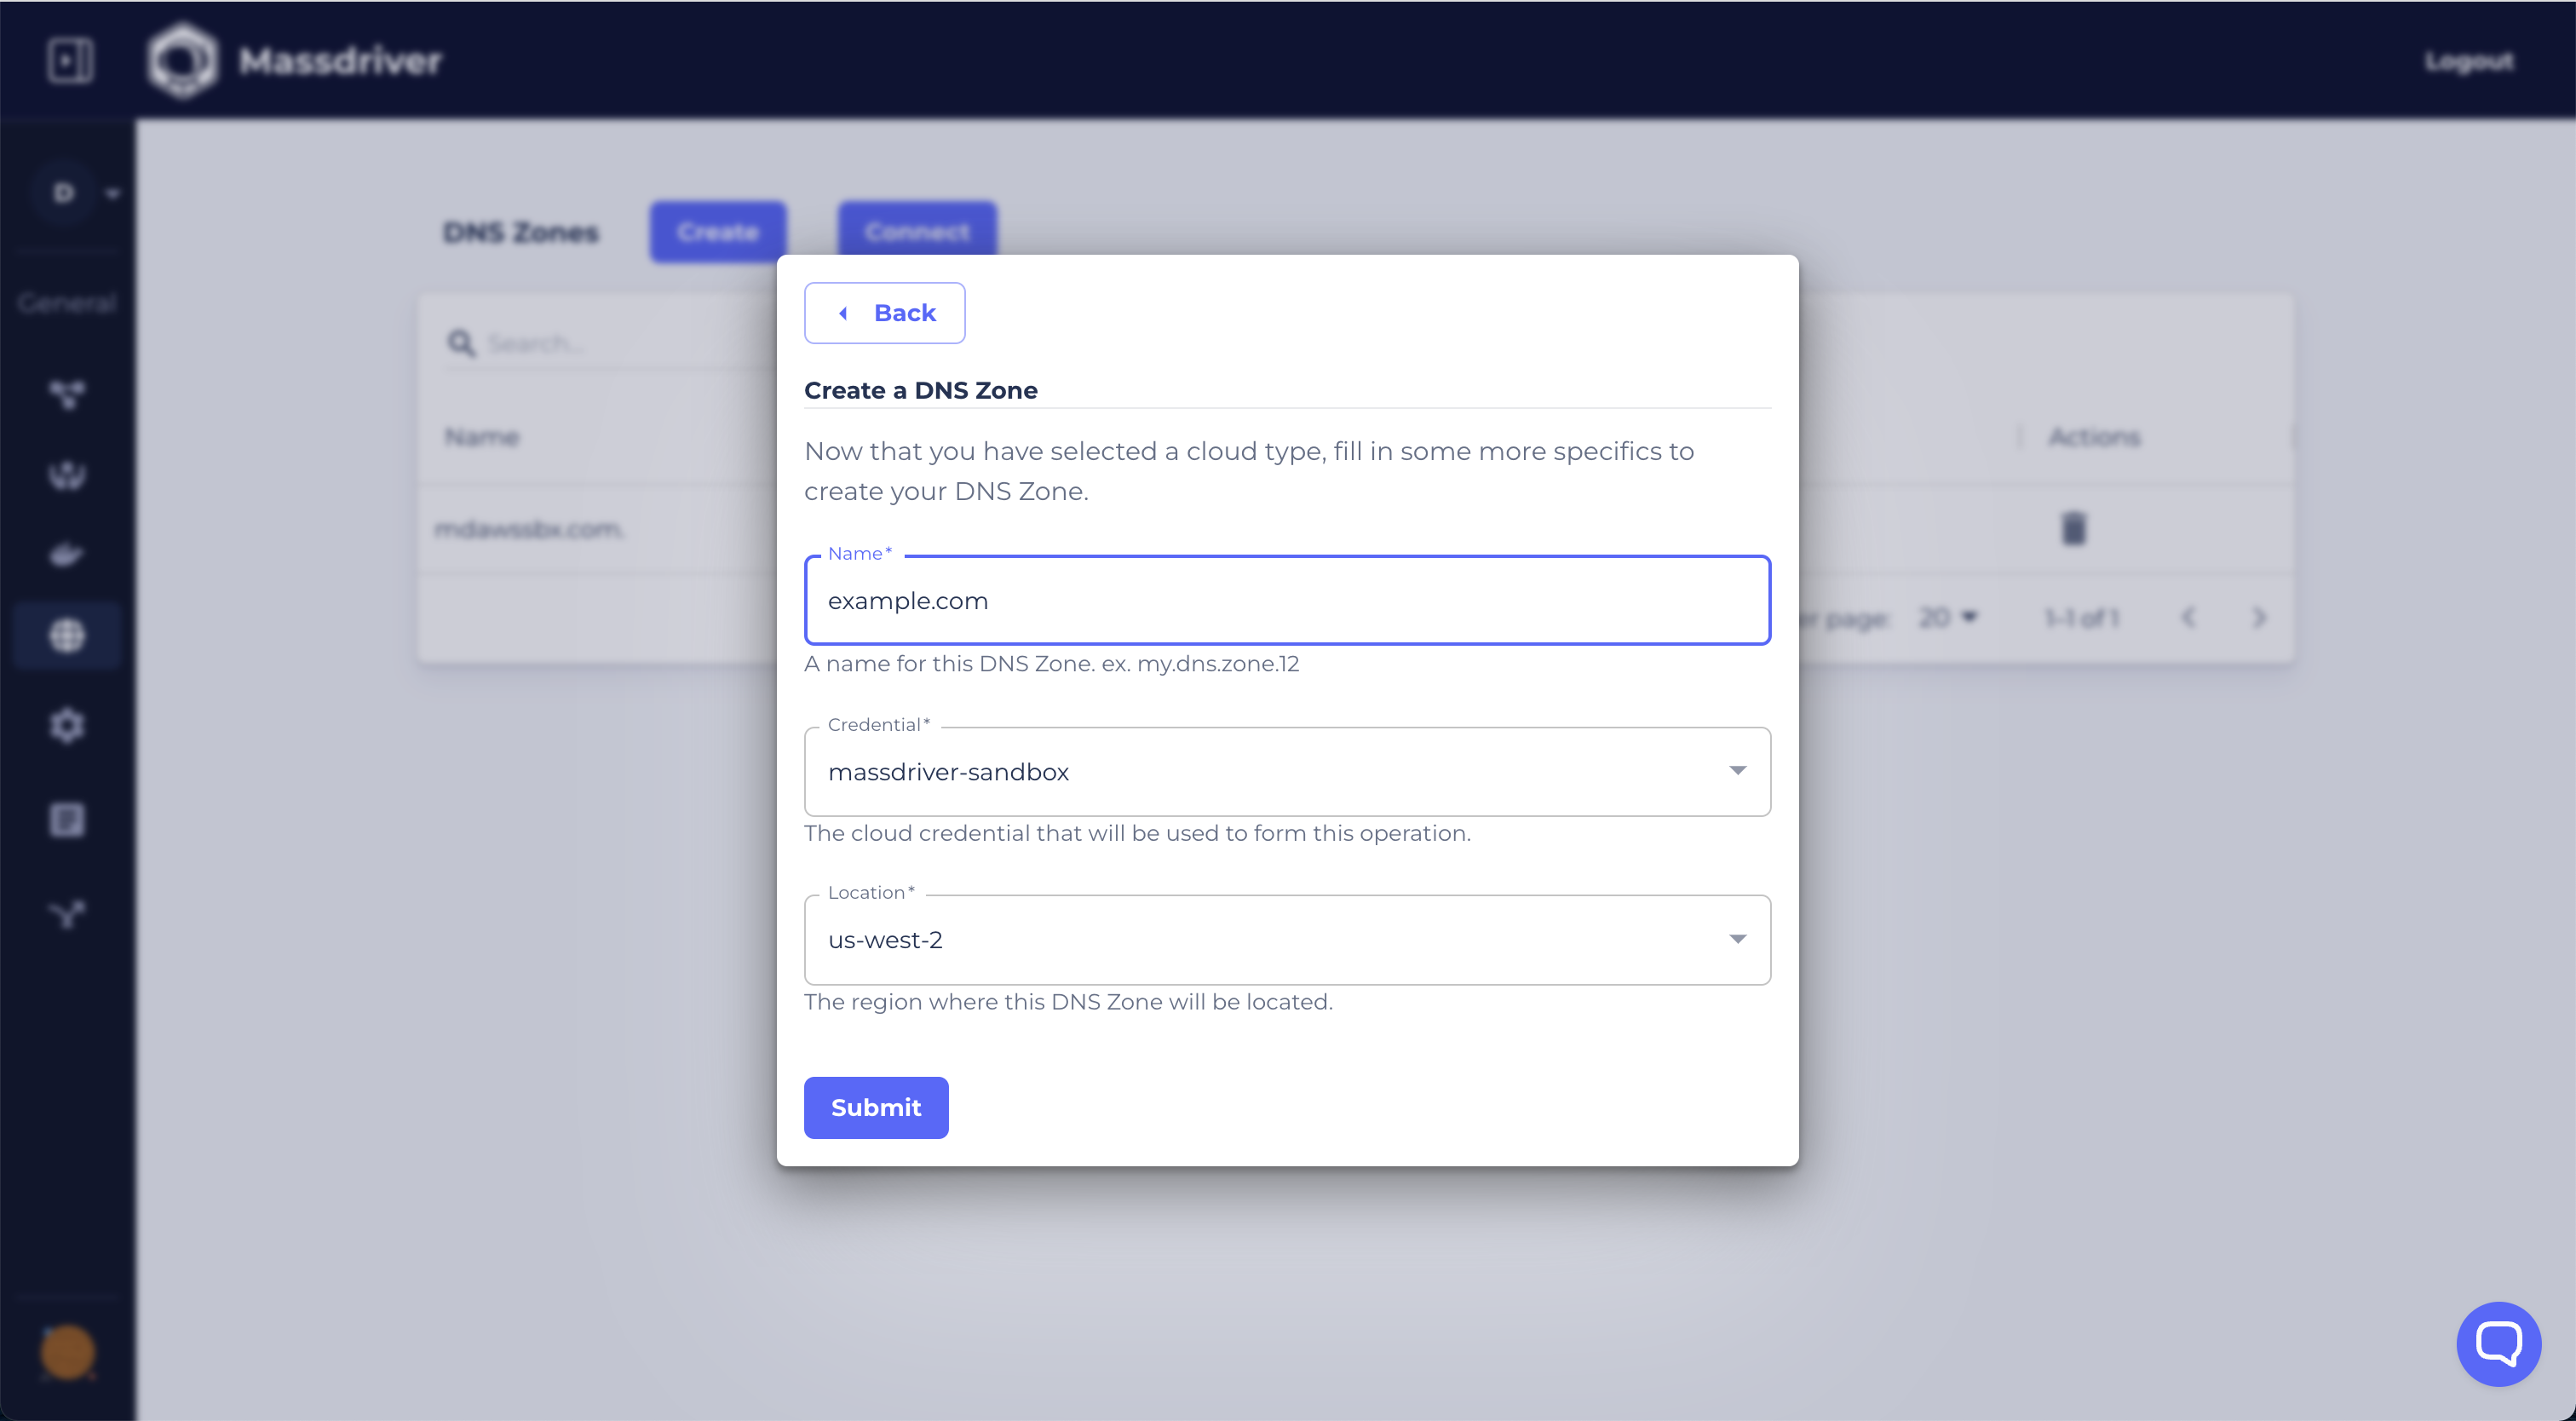 Massdriver
Logout
D
General
DNS Zones
Create
Connect
Search...
Name
Actions
mdawssbx.com.
er page: 20
1-1 of 1
Back
Create a DNS Zone
Now that you have selected a cloud type, fill in some more specifics to
create your DNS Zone.
Name*
example.com
A name for this DNS Zone. ex. my.dns.zone.12
Credential*
massdriver-sandbox
The cloud credential that will be used to form this operation.
Location*
us-west-2
The region where this DNS Zone will be located.
Submit